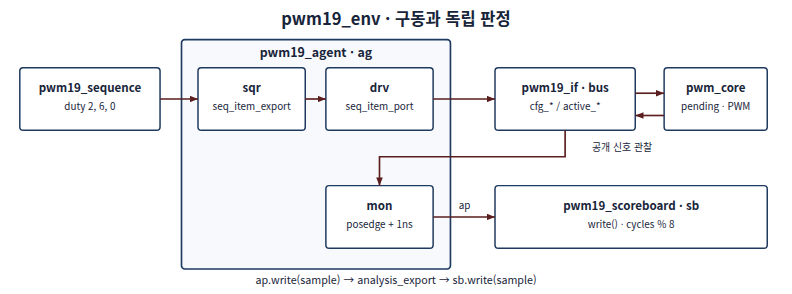 pwm19_env · 구동과 독립 판정
pwm19_agent · ag
pwm19_sequence
duty 2, 6, 0
sqr
seq_item_export
drv
seq_item_port
pwm19_if · bus
cfg_* / active_*
pwm_core
pending · PWM
공개 신호 관찰
mon
posedge + 1ns
ap
pwm19_scoreboard · sb
write() · cycles % 8
ap.write(sample) → analysis_export → sb.write(sample)